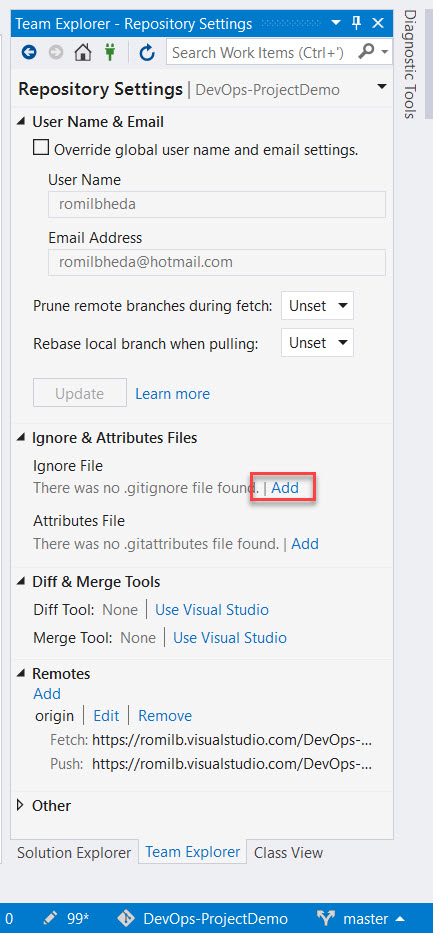 Team Explorer - Repository Settings
Search Work Items (Ctrl+')
Repository Settings | DevOps-ProjectDemo
User Name & Email
Override global user name and email settings.
User Name
romilbheda
Email Address
romilbheda@hotmail.com
Prune remote branches during fetch: Unset
Rebase local branch when pulling: Unset
Update Learn more
Ignore & Attributes Files
Ignore File
There was no .gitignore file found. | Add
Attributes File
There was no .gitattributes file found. | Add
Diff & Merge Tools
Diff Tool: None | Use Visual Studio
Merge Tool: None | Use Visual Studio
Remotes
Add
origin | Edit | Remove
Fetch: https://romilb.visualstudio.com/DevOps-...
Push: https://romilb.visualstudio.com/DevOps-...
Other
Solution Explorer Team Explorer Class View
0 99* DevOps-ProjectDemo master
Diagnostic Tools